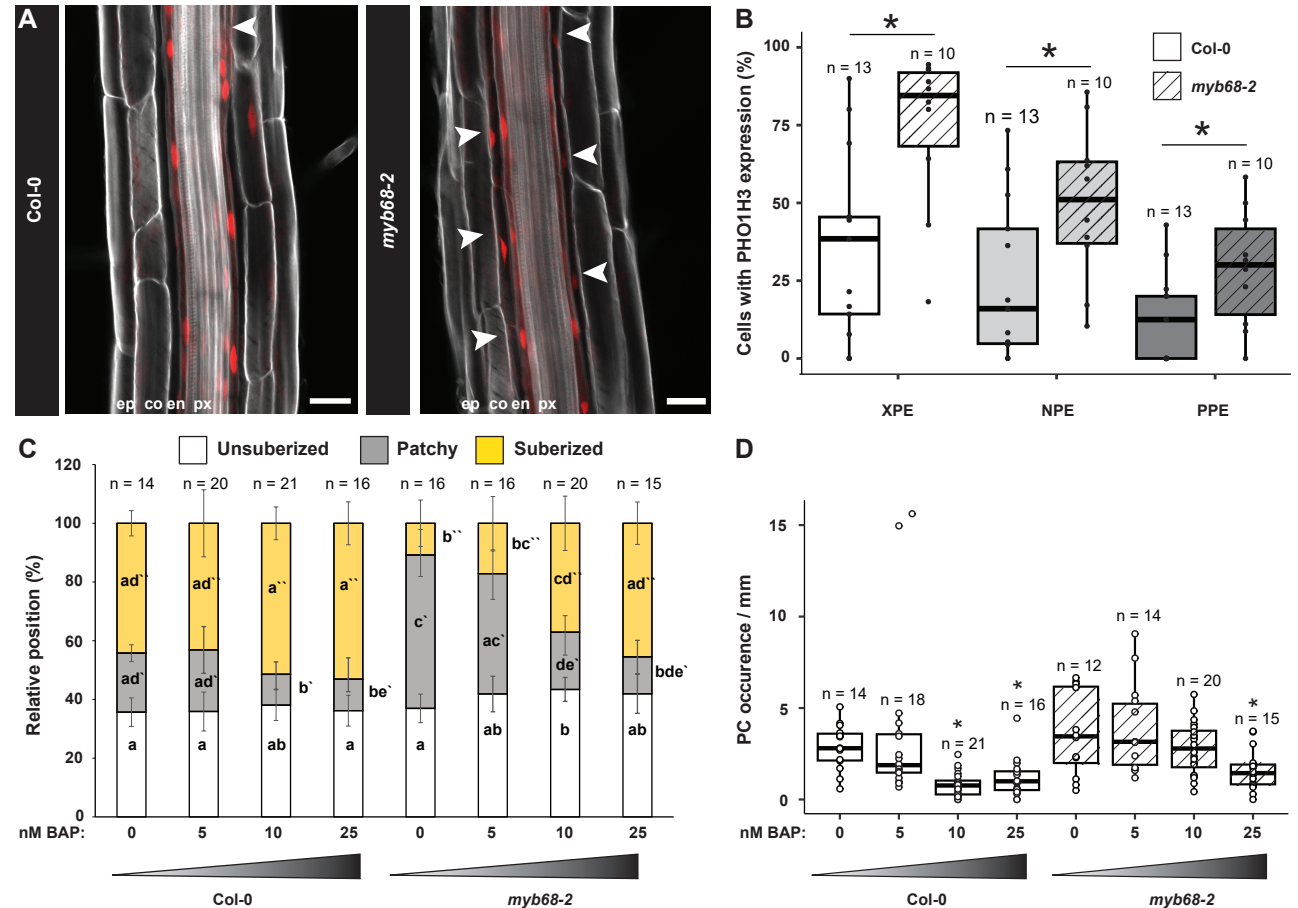 A
Col-0
ep co en px
myb68-2
ep co en px
B
Cells with PHO1H3 expression (%)
100
75
50
25
0
*
n = 13
n = 10
*
n = 13
n = 10
*
n = 13
n = 10
Col-0
myb68-2
XPE
NPE
PPE
C
Unsuberized
Patchy
Suberized
Relative position (%)
120
100
80
60
40
20
0
n = 14
n = 20
n = 21
n = 16
n = 16
n = 16
n = 20
n = 15
ad``
ad``
a``
a``
b``
bc``
cd``
ad``
ad`
ad`
b`
be`
c`
ac`
de`
bde`
a
a
ab
a
a
ab
b
ab
nM BAP:
0
5
10
25
0
5
10
25
Col-0
myb68-2
D
PC occurence / mm
15
10
5
0
n = 14
n = 18
*
n = 21
*
n = 16
n = 12
n = 14
n = 20
*
n = 15
nM BAP:
0
5
10
25
0
5
10
25
Col-0
myb68-2